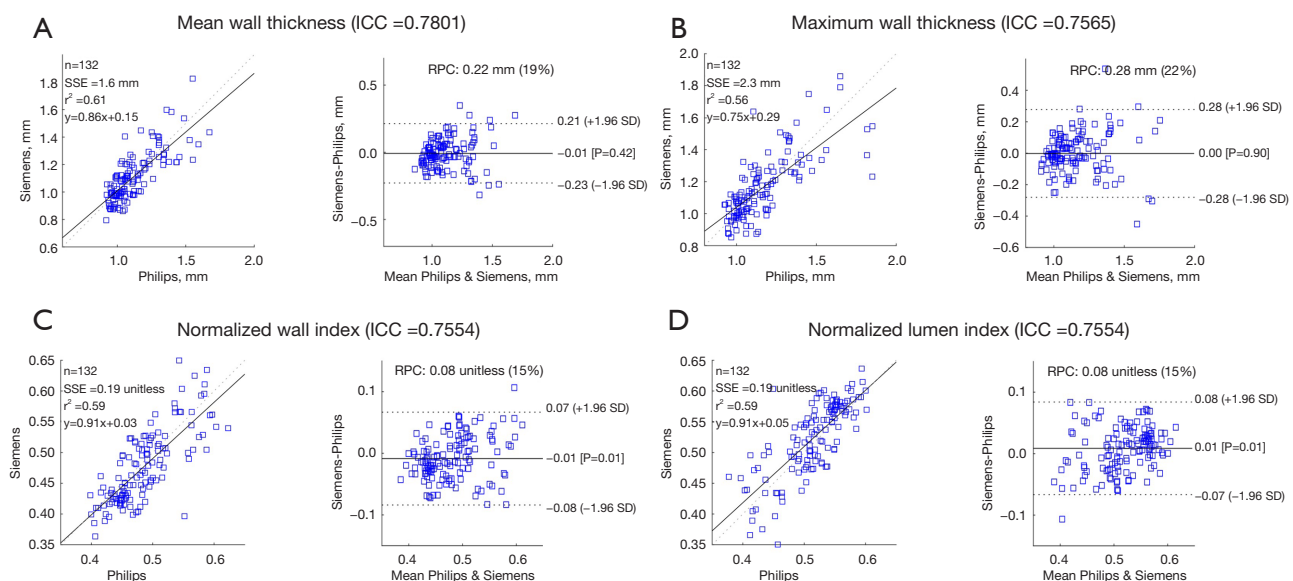 A
Mean wall thickness (ICC =0.7801)
n=132
SSE =1.6 mm
r² =0.61
y=0.86x+0.15
1.8
1.6
1.4
1.2
1.0
0.8
0.6
Siemens, mm
1.0
1.5
2.0
Philips, mm
RPC: 0.22 mm (19%)
0.5
0.0
−0.5
Siemens-Philips, mm
0.21 (+1.96 SD)
−0.01 [P=0.42]
−0.23 (−1.96 SD)
1.0
1.5
2.0
Mean Philips & Siemens, mm
B
Maximum wall thickness (ICC =0.7565)
n=132
SSE =2.3 mm
r² =0.56
y=0.75x+0.29
2.0
1.8
1.6
1.4
1.2
1.0
0.8
Siemens, mm
1.0
1.5
2.0
Philips, mm
RPC: 0.28 mm (22%)
0.4
0.2
0.0
−0.2
−0.4
−0.6
Siemens-Philips, mm
0.28 (+1.96 SD)
0.00 [P=0.90]
−0.28 (−1.96 SD)
1.0
1.5
2.0
Mean Philips & Siemens, mm
C
Normalized wall index (ICC =0.7554)
n=132
SSE =0.19 unitless
r² =0.59
y=0.91x+0.03
0.65
0.60
0.55
0.50
0.45
0.40
0.35
Siemens
0.4
0.5
0.6
Philips
RPC: 0.08 unitless (15%)
0.1
0.0
−0.1
Siemens-Philips
0.07 (+1.96 SD)
−0.01 [P=0.01]
−0.08 (−1.96 SD)
0.4
0.5
0.6
Mean Philips & Siemens
D
Normalized lumen index (ICC =0.7554)
n=132
SSE =0.19 unitless
r² =0.59
y=0.91x+0.05
0.65
0.60
0.55
0.50
0.45
0.40
0.35
Siemens
0.4
0.5
0.6
Philips
RPC: 0.08 unitless (15%)
0.1
0.0
−0.1
Siemens-Philips
0.08 (+1.96 SD)
0.01 [P=0.01]
−0.07 (−1.96 SD)
0.4
0.5
0.6
Mean Philips & Siemens